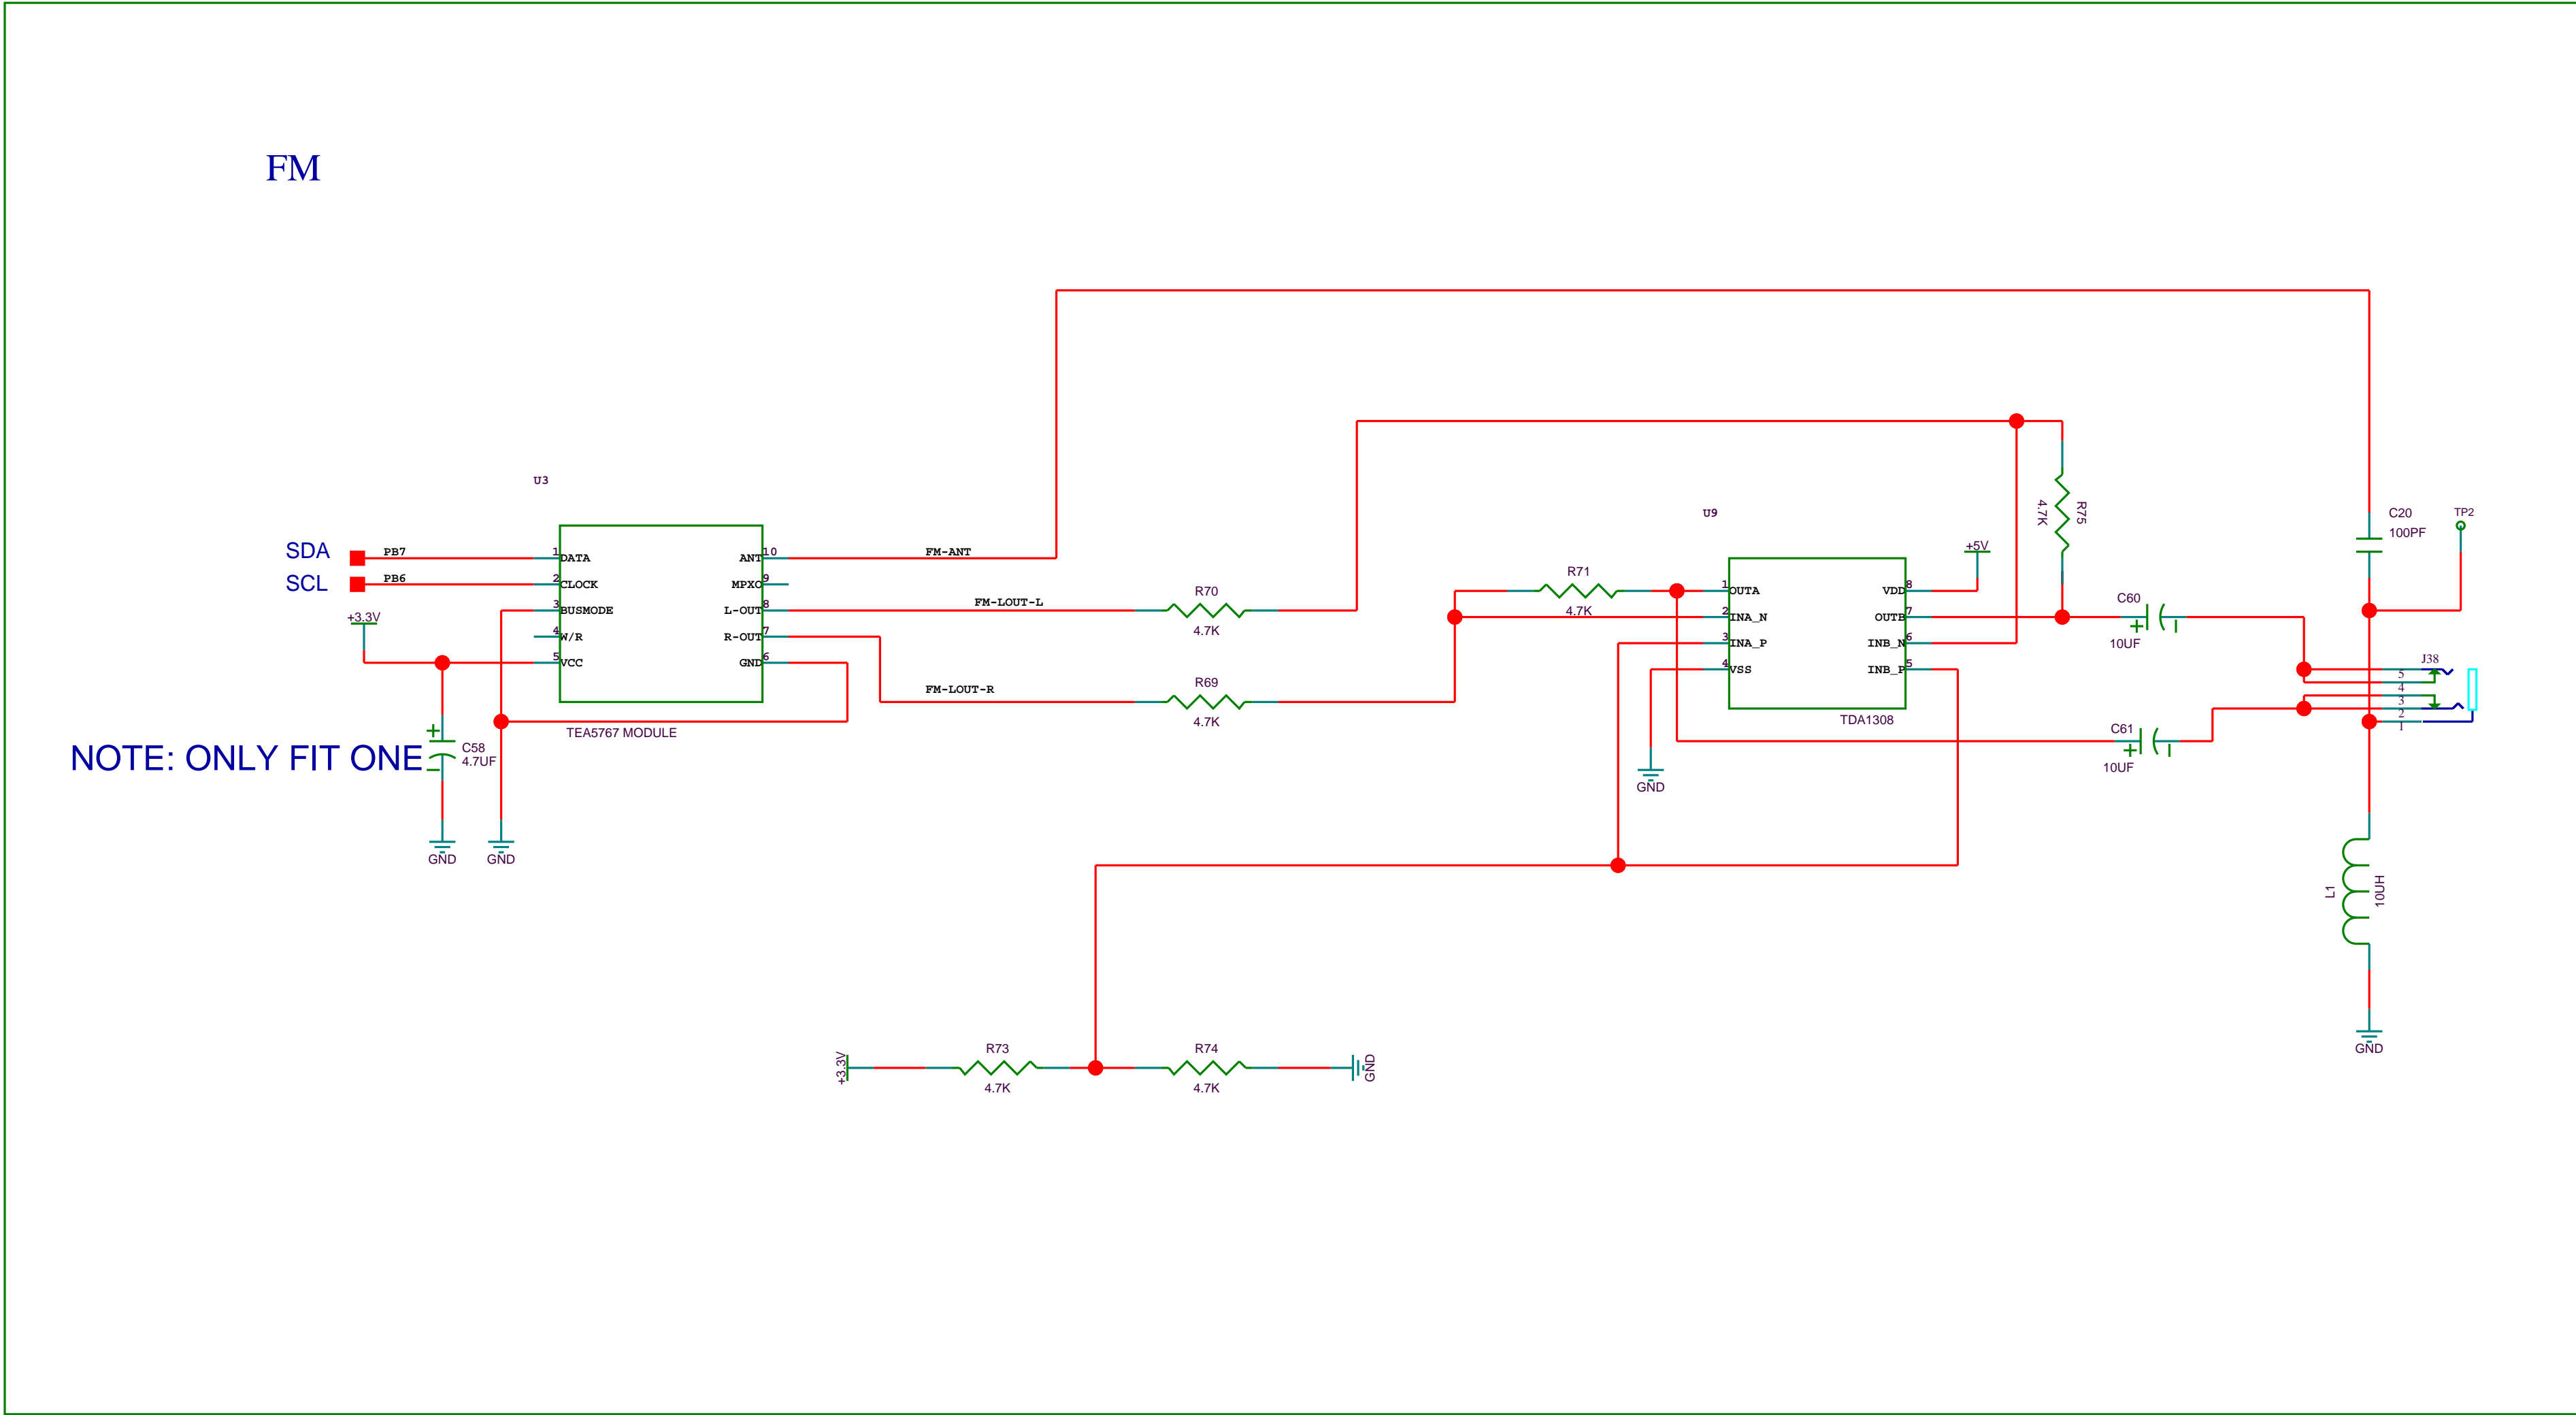 FM
U3
SDA
PB7
SCL
PB6
+3.3V
1
DATA
2
CLOCK
3
BUSMODE
4
W/R
5
VCC
10
ANT
9
MPXO
8
L-OUT
7
R-OUT
6
GND
TEA5767 MODULE
NOTE: ONLY FIT ONE
C58
4.7UF
GND
GND
FM-ANT
FM-LOUT-L
FM-LOUT-R
R70
4.7K
R69
4.7K
R71
4.7K
U9
1
OUTA
2
INA_N
3
INA_P
4
VSS
8
VDD
7
OUTB
6
INB_N
5
INB_P
TDA1308
GND
+5V
4.7K
R75
C60
10UF
C61
10UF
C20
100PF
TP2
J38
5
4
3
2
1
L1
10UH
GND
+3.3V
R73
4.7K
R74
4.7K
GND